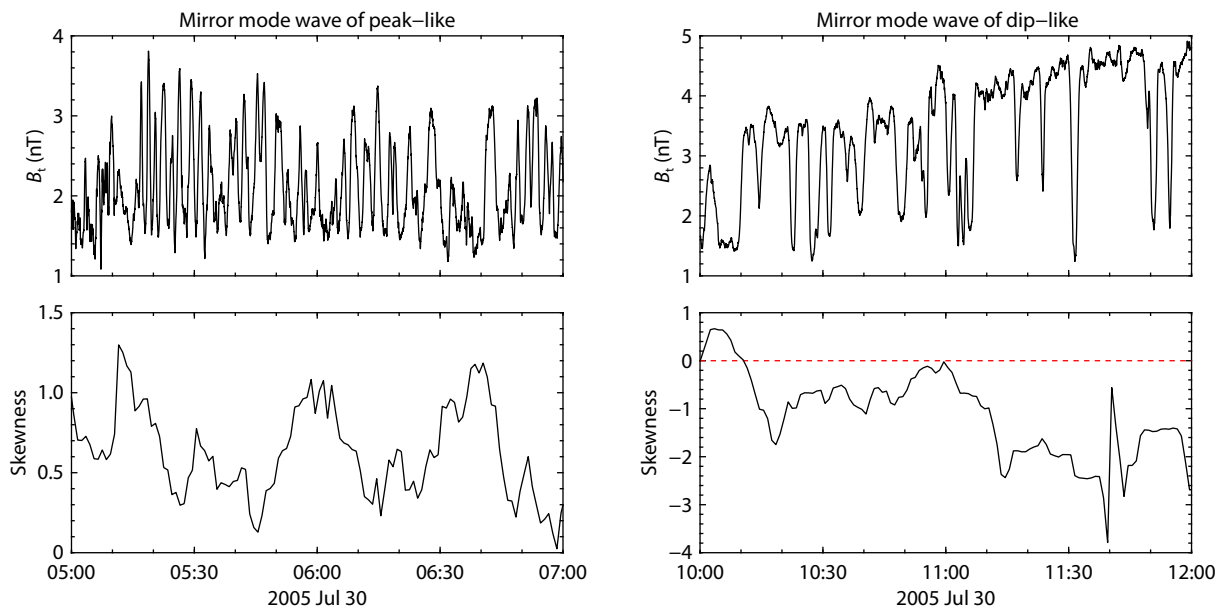 Mirror mode wave of peak–like
4
3
2
1
Bt (nT)
1.5
1.0
0.5
0
Skewness
05:00 05:30 06:00 06:30 07:00
2005 Jul 30
Mirror mode wave of dip–like
5
4
3
2
1
Bt (nT)
1
0
−1
−2
−3
−4
Skewness
10:00 10:30 11:00 11:30 12:00
2005 Jul 30